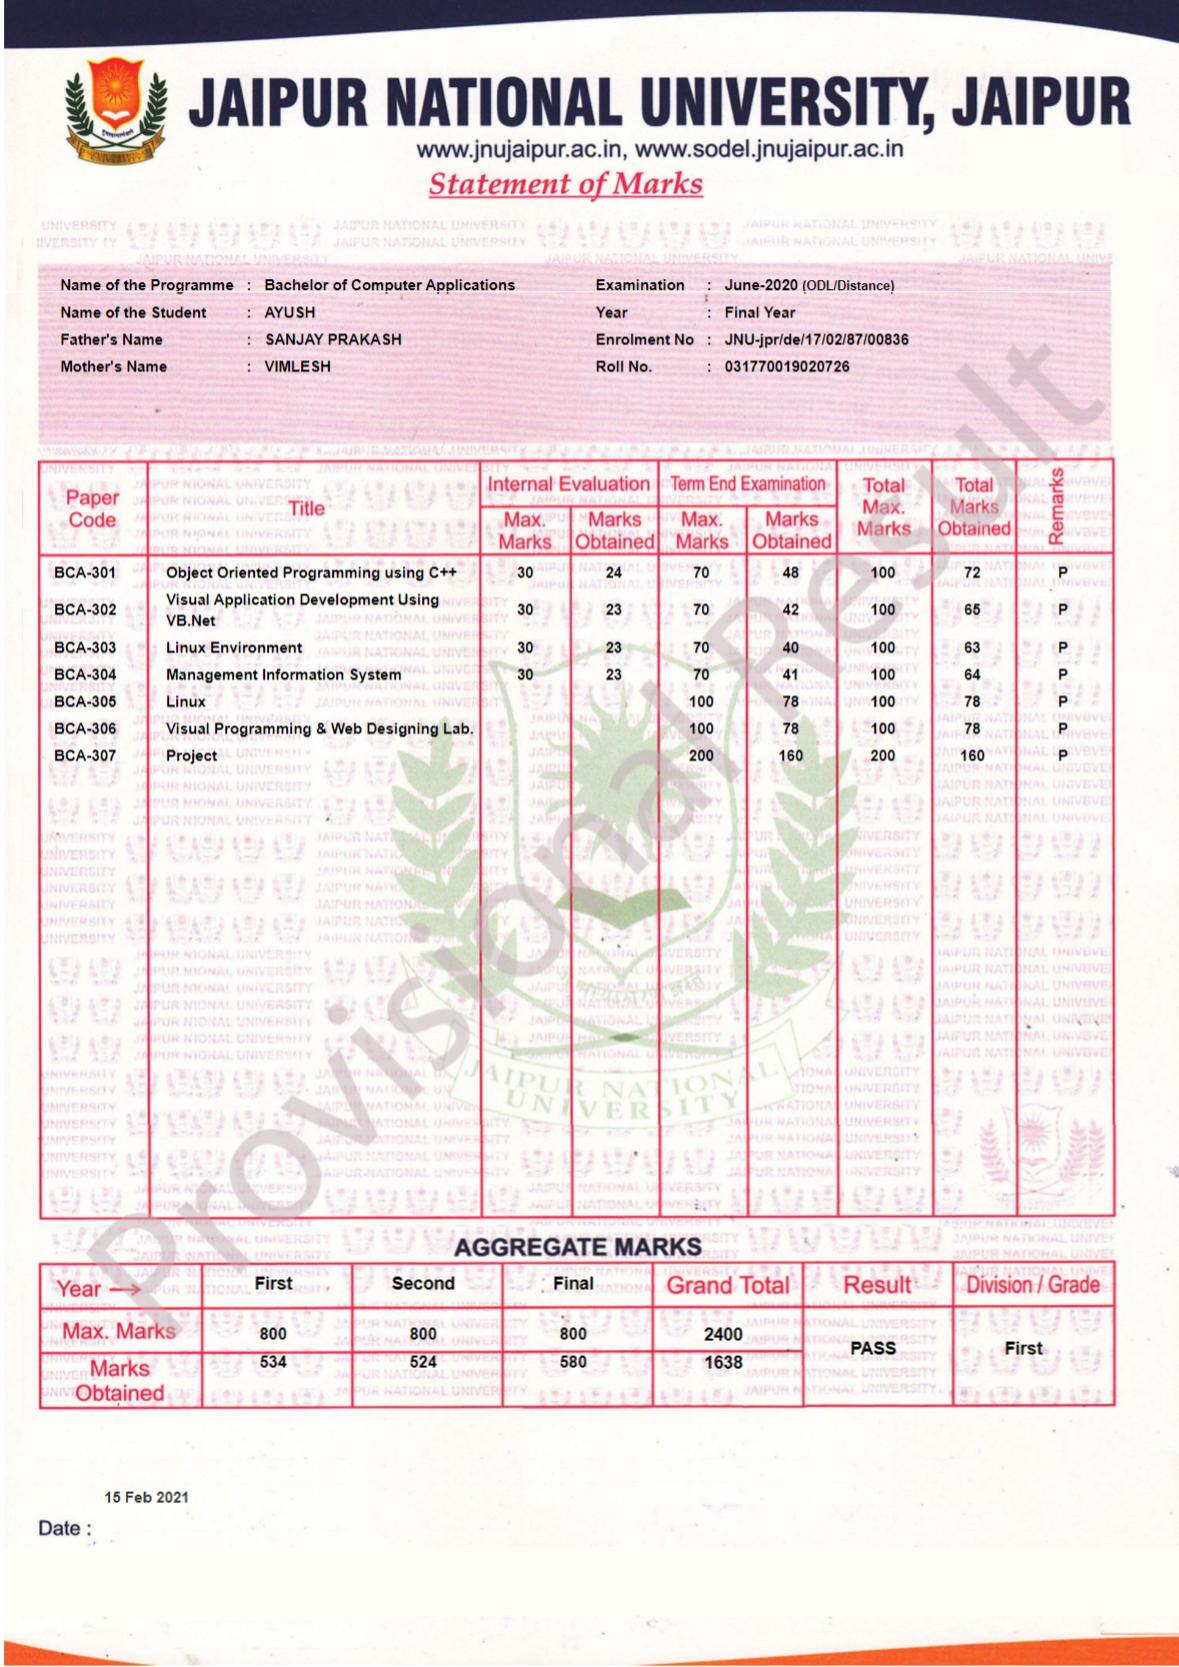 JAIPUR NATIONAL UNIVERSITY, JAIPUR
www.jnujaipur.ac.in, www.sodel.jnujaipur.ac.in
Statement of Marks
Name of the Programme : Bachelor of Computer Applications Examination : June-2020 (ODL/Distance)
Name of the Student : AYUSH Year : Final Year
Father's Name : SANJAY PRAKASH Enrolment No : JNU-jpr/de/17/02/87/00836
Mother's Name : VIMLESH Roll No. : 031770019020726
Paper Code Title Internal Evaluation Term End Examination Total Max. Marks Total Marks Obtained Remarks
Max. Marks Marks Obtained Max. Marks Marks Obtained
BCA-301 Object Oriented Programming using C++ 30 24 70 48 100 72 P
BCA-302 Visual Application Development Using VB.Net 30 23 70 42 100 65 P
BCA-303 Linux Environment 30 23 70 40 100 63 P
BCA-304 Management Information System 30 23 70 41 100 64 P
BCA-305 Linux 100 78 100 78 P
BCA-306 Visual Programming & Web Designing Lab. 100 78 100 78 P
BCA-307 Project 200 160 200 160 P
Provisional Result
JAIPUR NATIONAL
UNIVERSITY
AGGREGATE MARKS
Year → First Second Final Grand Total Result Division / Grade
Max. Marks 800 800 800 2400 PASS First
Marks Obtained 534 524 580 1638
15 Feb 2021
Date :